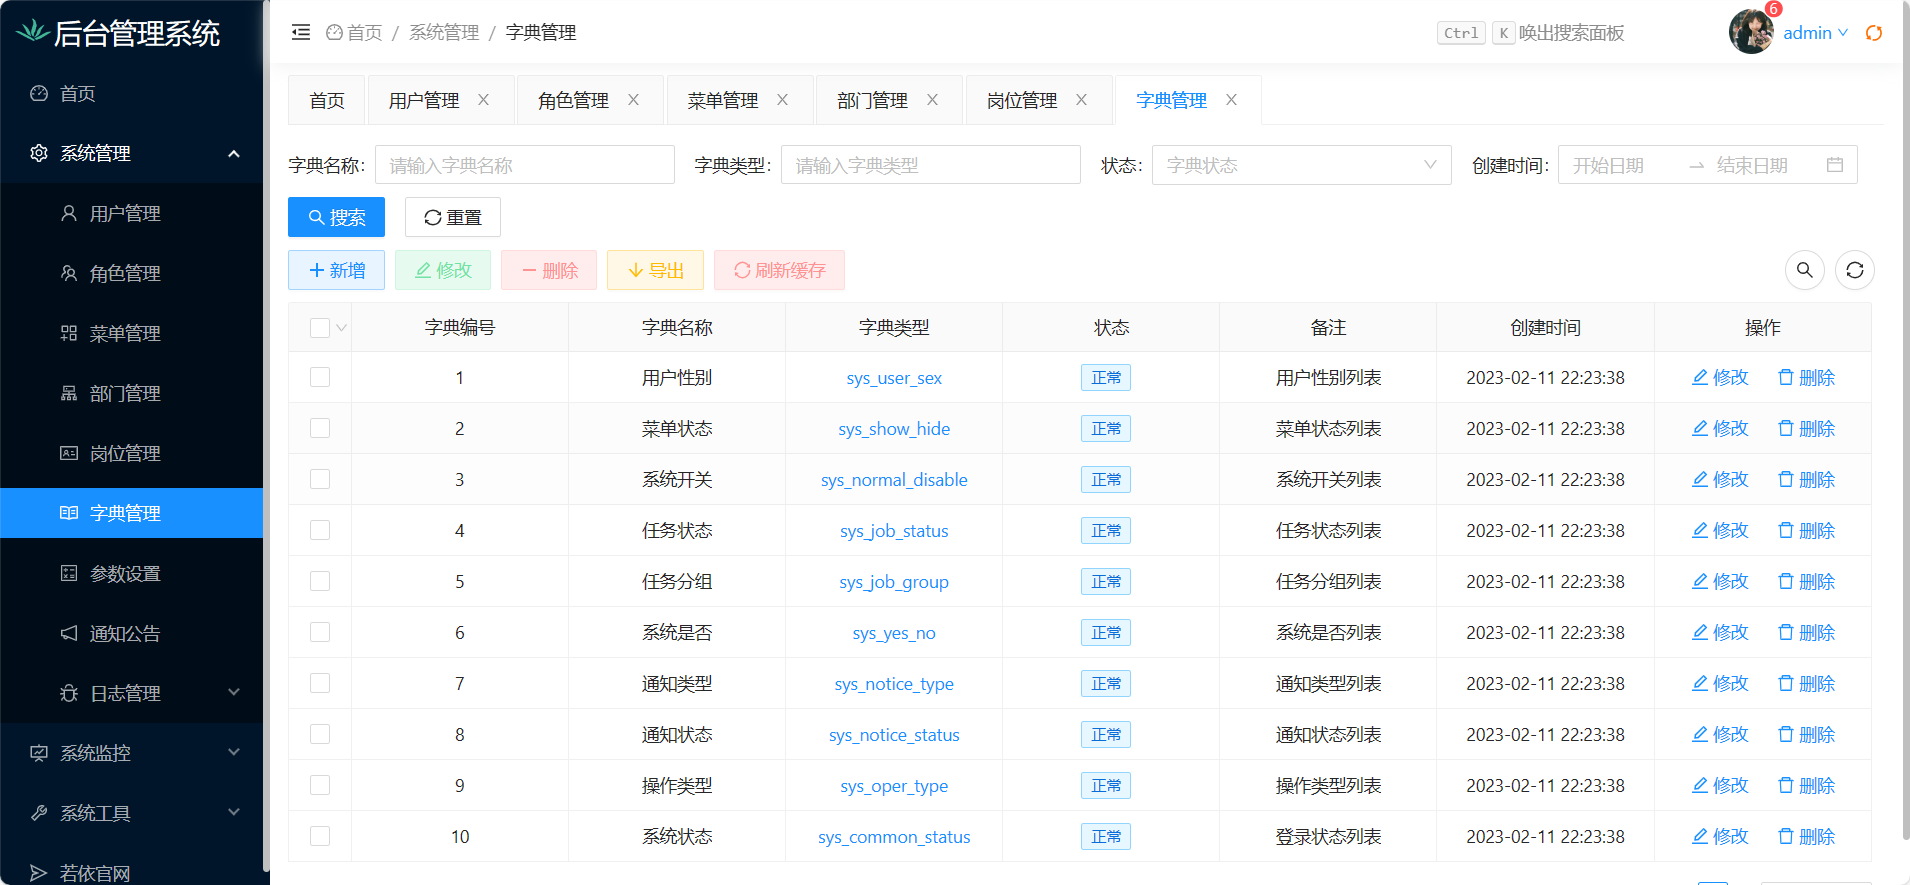 后台管理系统
首页
系统管理
用户管理
角色管理
菜单管理
部门管理
岗位管理
字典管理
参数设置
通知公告
日志管理
系统监控
系统工具
若依官网
首页 / 系统管理 / 字典管理
Ctrl K 唤出搜索面板
6
admin
首页 用户管理 角色管理 菜单管理 部门管理 岗位管理 字典管理
字典名称: 请输入字典名称 字典类型: 请输入字典类型 状态: 字典状态 创建时间: 开始日期 → 结束日期
搜索 重置
新增 修改 删除 导出 刷新缓存
字典编号 字典名称 字典类型 状态 备注 创建时间 操作
1 用户性别 sys_user_sex 正常 用户性别列表 2023-02-11 22:23:38 修改 删除
2 菜单状态 sys_show_hide 正常 菜单状态列表 2023-02-11 22:23:38 修改 删除
3 系统开关 sys_normal_disable 正常 系统开关列表 2023-02-11 22:23:38 修改 删除
4 任务状态 sys_job_status 正常 任务状态列表 2023-02-11 22:23:38 修改 删除
5 任务分组 sys_job_group 正常 任务分组列表 2023-02-11 22:23:38 修改 删除
6 系统是否 sys_yes_no 正常 系统是否列表 2023-02-11 22:23:38 修改 删除
7 通知类型 sys_notice_type 正常 通知类型列表 2023-02-11 22:23:38 修改 删除
8 通知状态 sys_notice_status 正常 通知状态列表 2023-02-11 22:23:38 修改 删除
9 操作类型 sys_oper_type 正常 操作类型列表 2023-02-11 22:23:38 修改 删除
10 系统状态 sys_common_status 正常 登录状态列表 2023-02-11 22:23:38 修改 删除